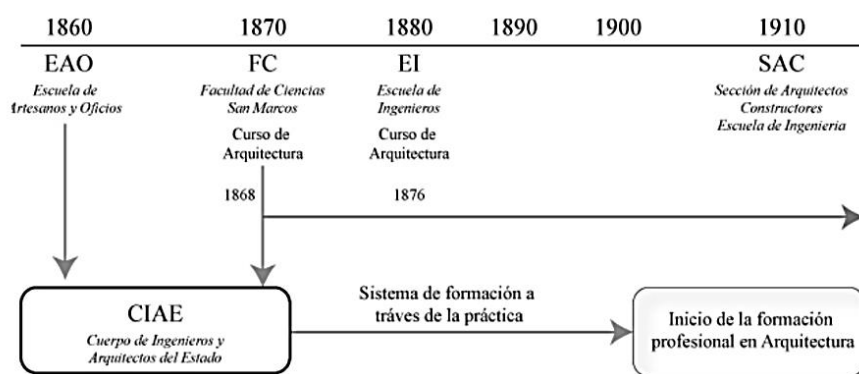 1860 1870 1880 1890 1900 1910
EAO
Escuela de
Artesanos y Oficios
FC
Facultad de Ciencias
San Marcos
Curso de
Arquitectura
1868
EI
Escuela de
Ingenieros
Curso de
Arquitectura
1876
SAC
Sección de Arquitectos
Constructores
Escuela de Ingenieria
CIAE
Cuerpo de Ingenieros y
Arquitectos del Estado
Sistema de formación a
tráves de la práctica
Inicio de la formación
profesional en Arquitectura